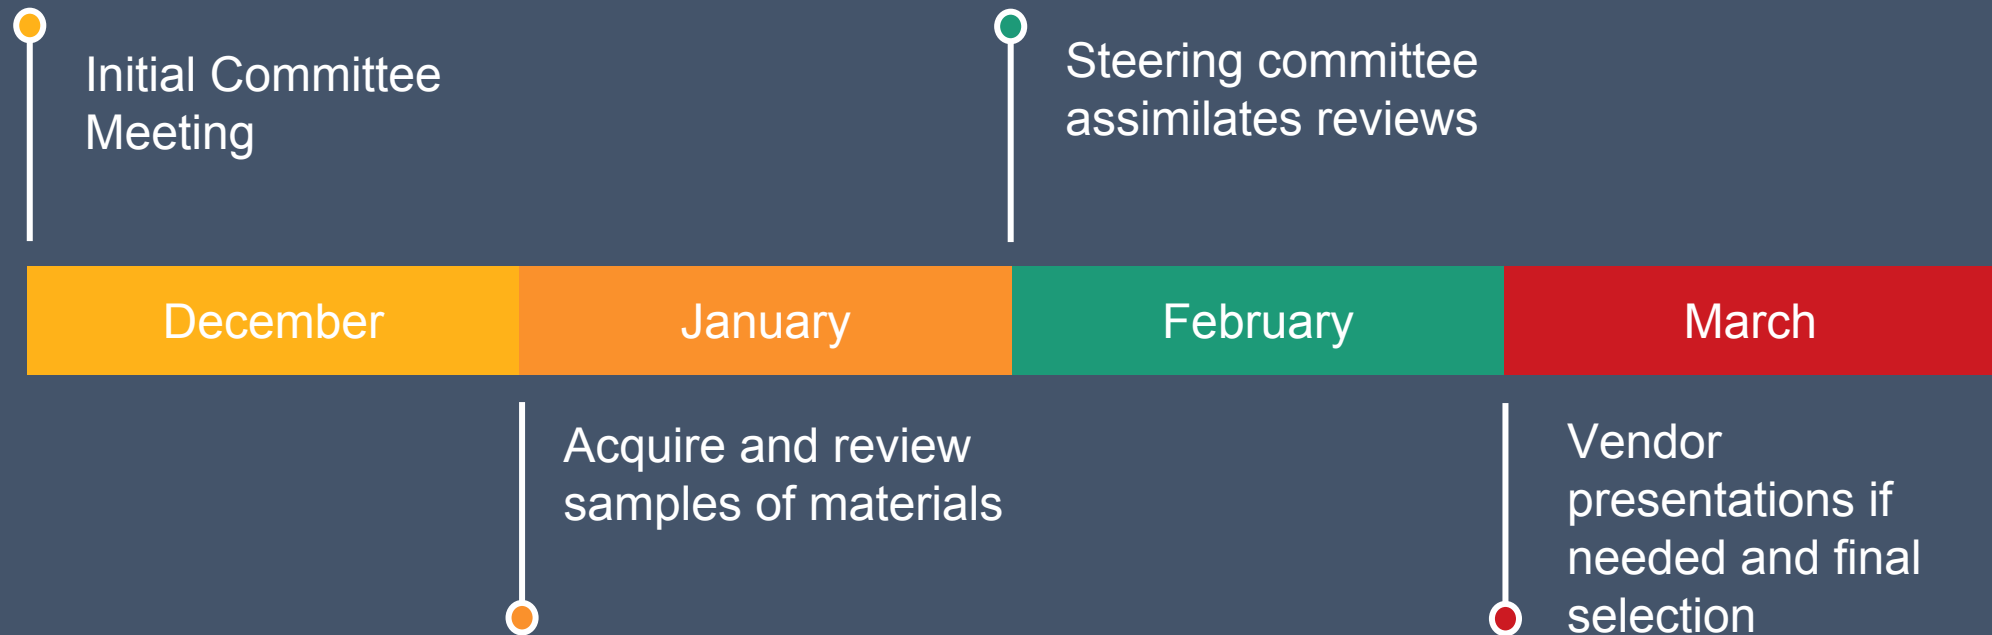 Initial Committee
Meeting
Steering committee
assimilates reviews
December
January
February
March
Acquire and review
samples of materials
Vendor
presentations if
needed and final
selection